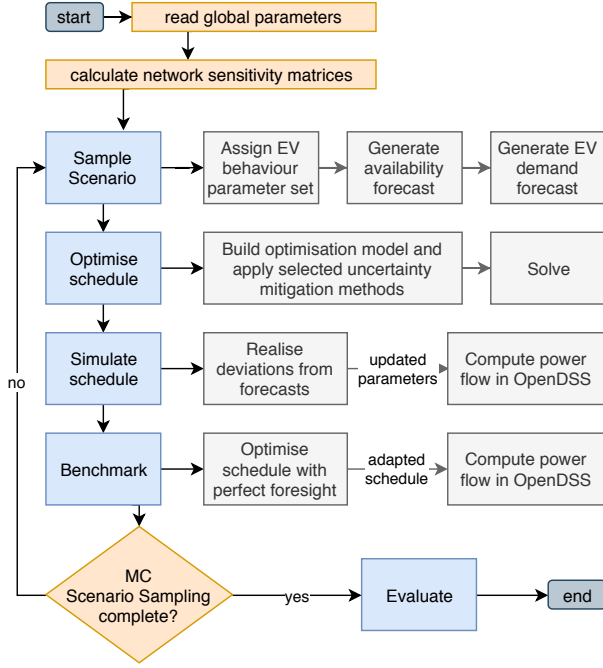 start
read global parameters
calculate network sensitivity matrices
Sample
Scenario
Assign EV
behaviour
parameter set
Generate
availability
forecast
Generate EV
demand
forecast
Optimise
schedule
Build optimisation model and
apply selected uncertainty
mitigation methods
Solve
Simulate
schedule
Realise
deviations from
forecasts
updated
parameters
Compute power
flow in OpenDSS
no
Benchmark
Optimise
schedule with
perfect foresight
adapted
schedule
Compute power
flow in OpenDSS
MC
Scenario Sampling
complete?
yes
Evaluate
end